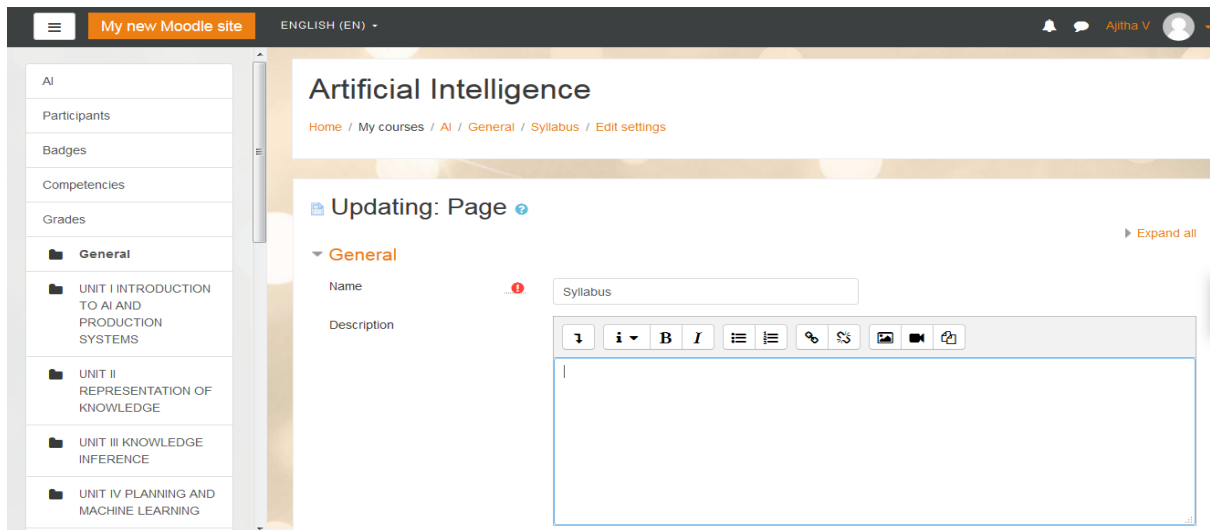 My new Moodle site
ENGLISH (EN)
Ajitha V
AI
Participants
Badges
Competencies
Grades
General
UNIT I INTRODUCTION
TO AI AND
PRODUCTION
SYSTEMS
UNIT II
REPRESENTATION OF
KNOWLEDGE
UNIT III KNOWLEDGE
INFERENCE
UNIT IV PLANNING AND
MACHINE LEARNING
Artificial Intelligence
Home / My courses / AI / General / Syllabus / Edit settings
Updating: Page
Expand all
General
Name
Syllabus
Description
i B I